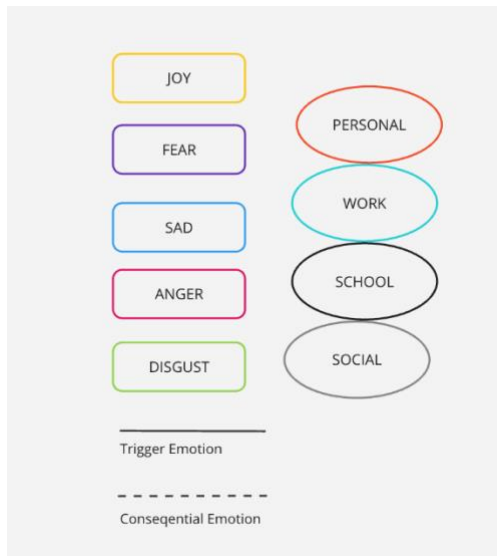 JOY
FEAR
SAD
ANGER
DISGUST
PERSONAL
WORK
SCHOOL
SOCIAL
Trigger Emotion
Conseqential Emotion